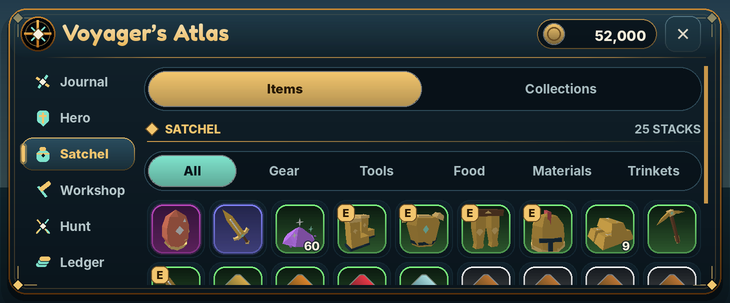 Voyager's Atlas
52,000
Journal
Hero
Satchel
Workshop
Hunt
Ledger
Items
Collections
SATCHEL
25 STACKS
All
Gear
Tools
Food
Materials
Trinkets
60
E
E
E
E
9
E